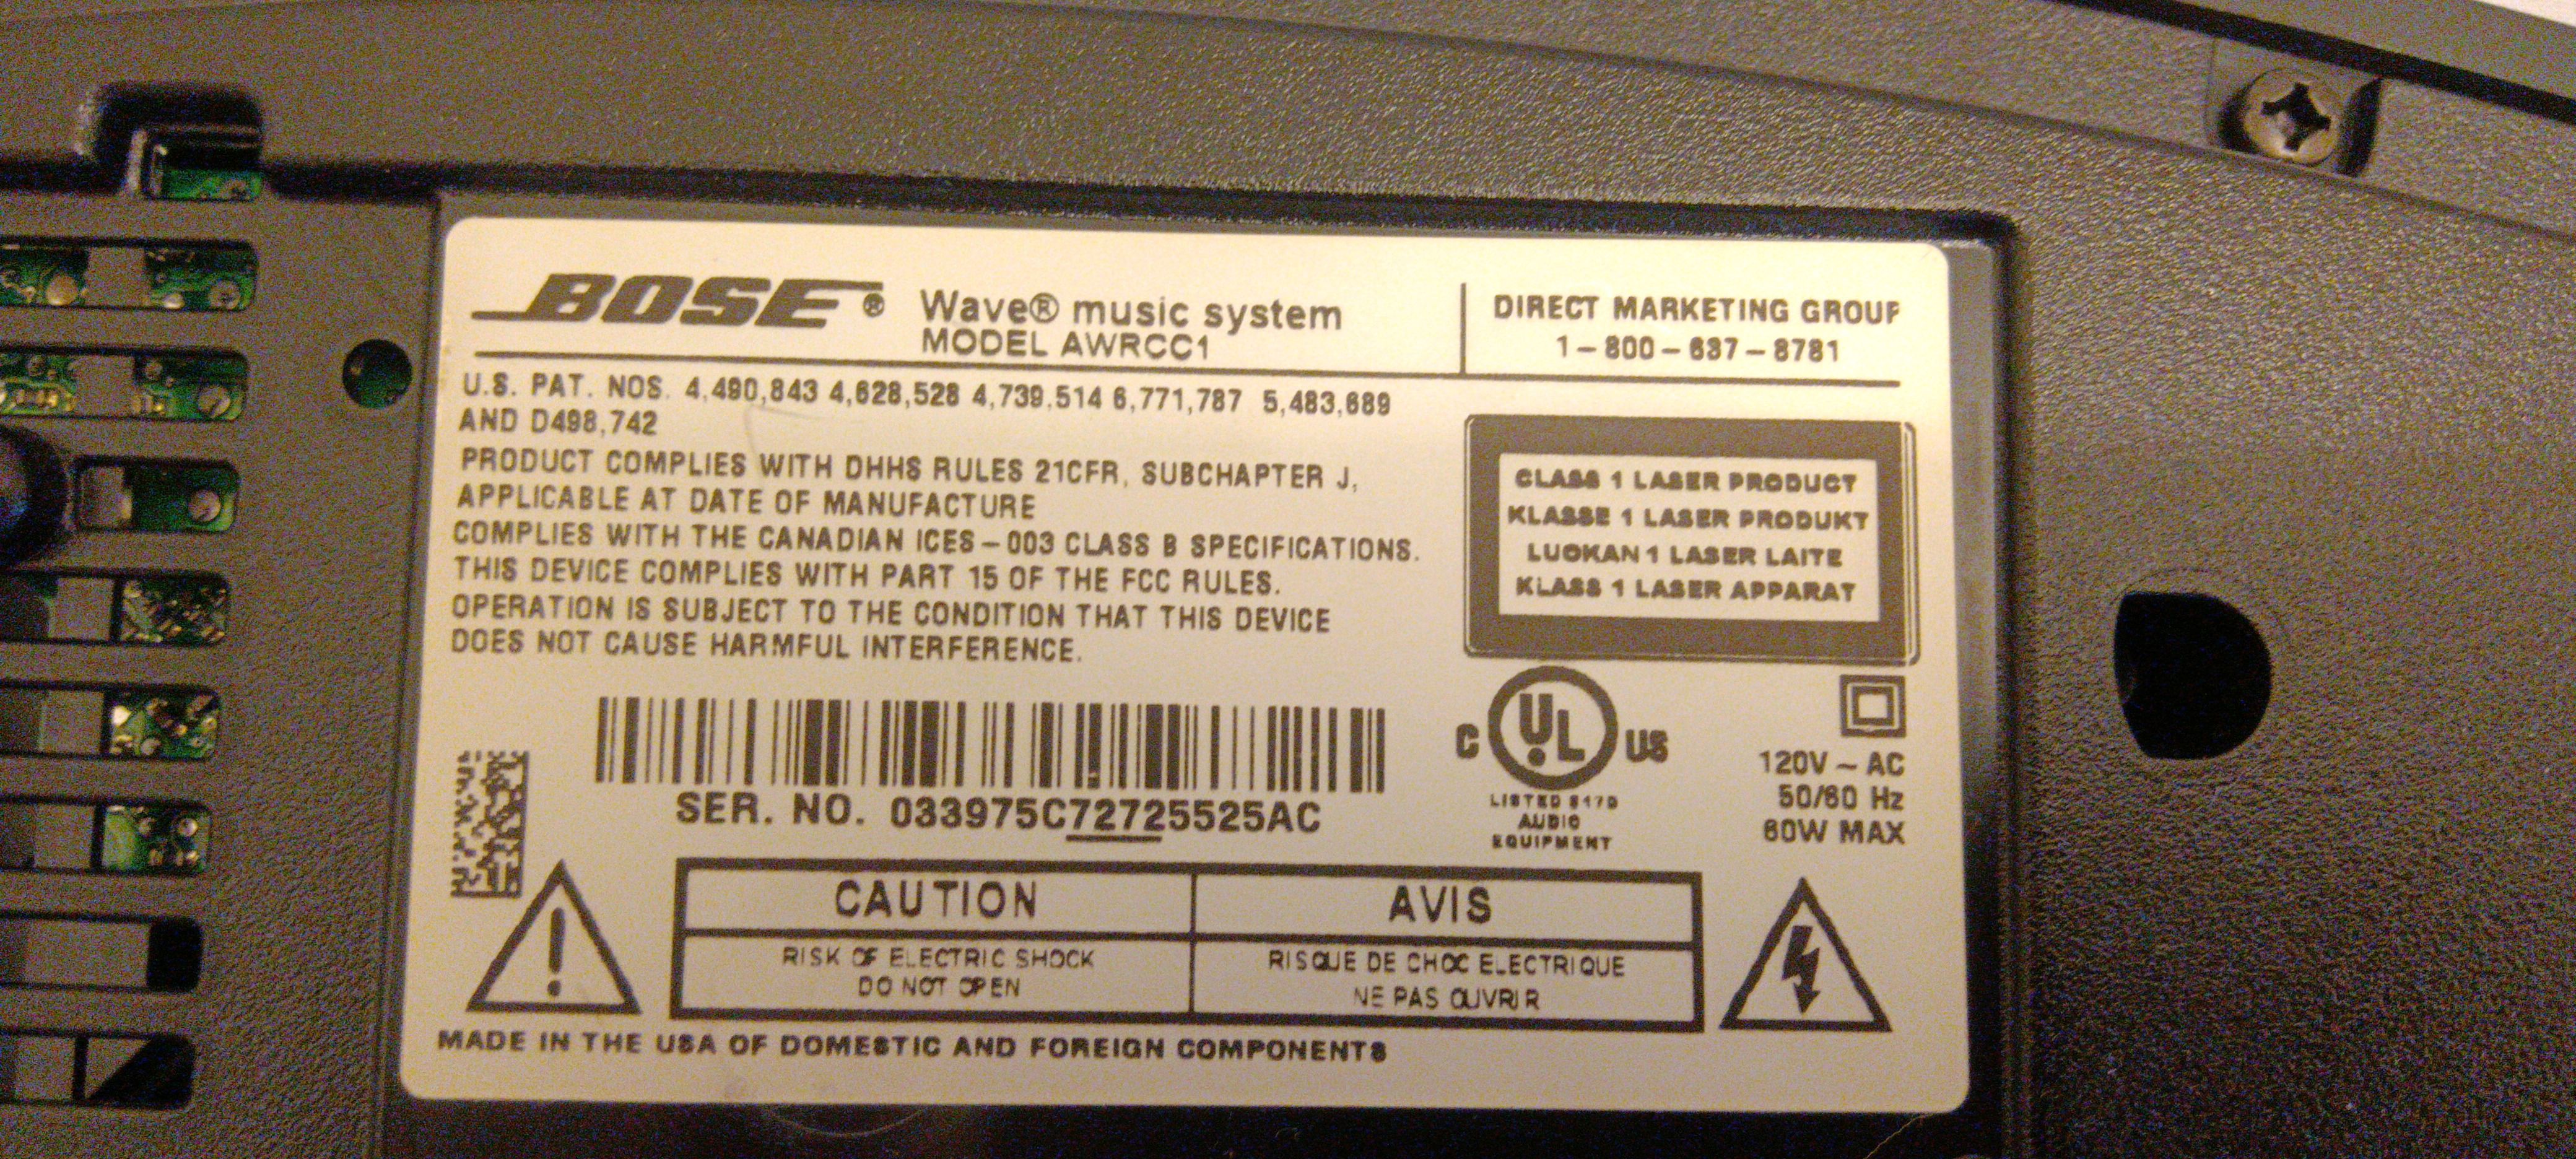 BOSE® Wave® music system
MODEL AWRCC1
DIRECT MARKETING GROUP
1-800-637-8781
U.S. PAT. NOS. 4,490,843 4,628,528 4,739,514 6,771,787 5,483,689
AND D498,742
PRODUCT COMPLIES WITH DHHS RULES 21CFR, SUBCHAPTER J,
APPLICABLE AT DATE OF MANUFACTURE
COMPLIES WITH THE CANADIAN ICES-003 CLASS B SPECIFICATIONS.
THIS DEVICE COMPLIES WITH PART 15 OF THE FCC RULES.
OPERATION IS SUBJECT TO THE CONDITION THAT THIS DEVICE
DOES NOT CAUSE HARMFUL INTERFERENCE.
CLASS 1 LASER PRODUCT
KLASSE 1 LASER PRODUKT
LUOKAN 1 LASER LAITE
KLASS 1 LASER APPARAT
SER. NO. 033975C72725525AC
C UL US
LISTED
AUDIO
EQUIPMENT
120V ~ AC
50/60 Hz
60W MAX
CAUTION
RISK OF ELECTRIC SHOCK
DO NOT OPEN
AVIS
RISQUE DE CHOC ELECTRIQUE
NE PAS OUVRIR
MADE IN THE USA OF DOMESTIC AND FOREIGN COMPONENTS